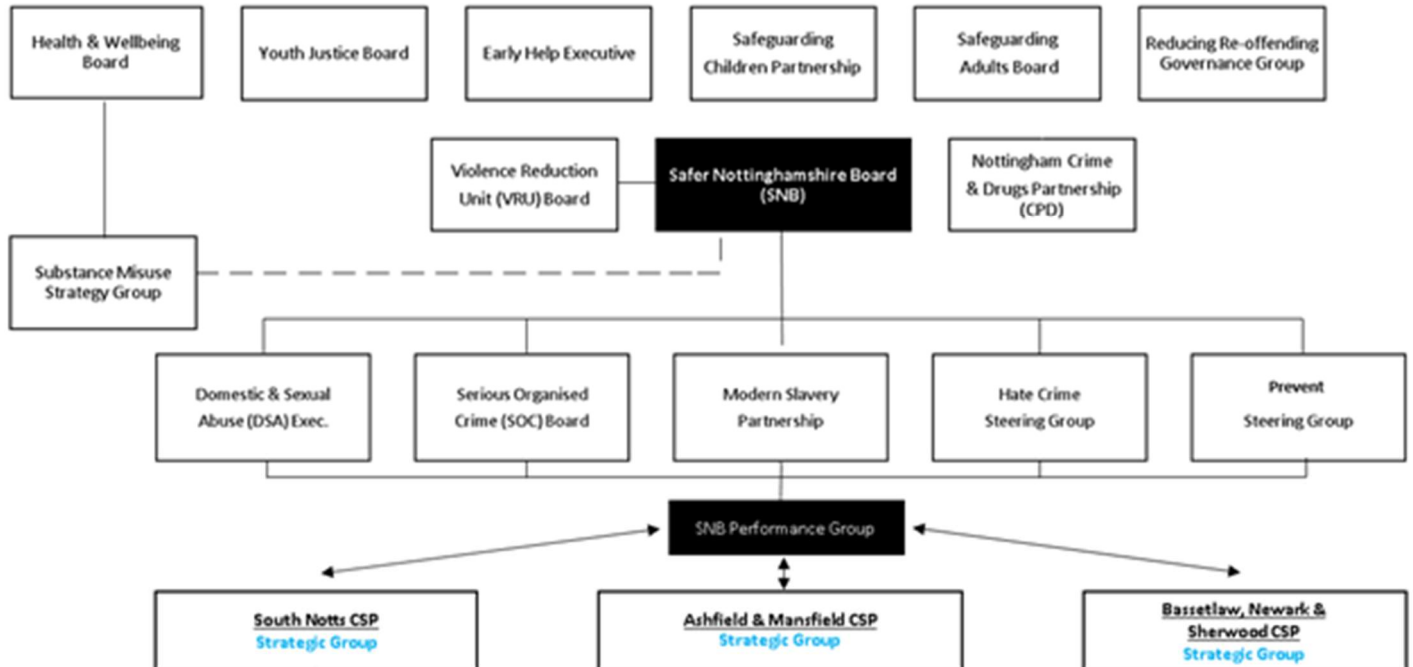 Health & Wellbeing
Board
Youth Justice Board
Early Help Executive
Safeguarding
Children Partnership
Safeguarding
Adults Board
Reducing Re-offending
Governance Group
Violence Reduction
Unit (VRU) Board
Safer Nottinghamshire Board
(SNB)
Nottingham Crime
& Drugs Partnership
(CPD)
Substance Misuse
Strategy Group
Domestic & Sexual
Abuse (DSA) Exec.
Serious Organised
Crime (SOC) Board
Modern Slavery
Partnership
Hate Crime
Steering Group
Prevent
Steering Group
SNB Performance Group
South Notts CSP
Strategic Group
Ashfield & Mansfield CSP
Strategic Group
Bassetlaw, Newark &
Sherwood CSP
Strategic Group